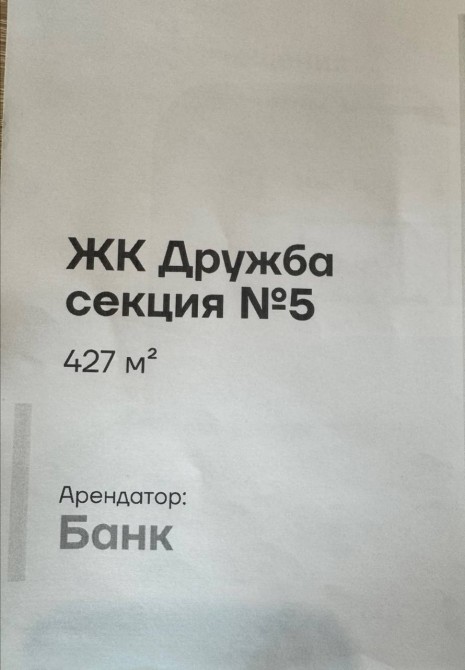 ЖК Дружба
секция №5
427 м²
Арендатор:
Банк